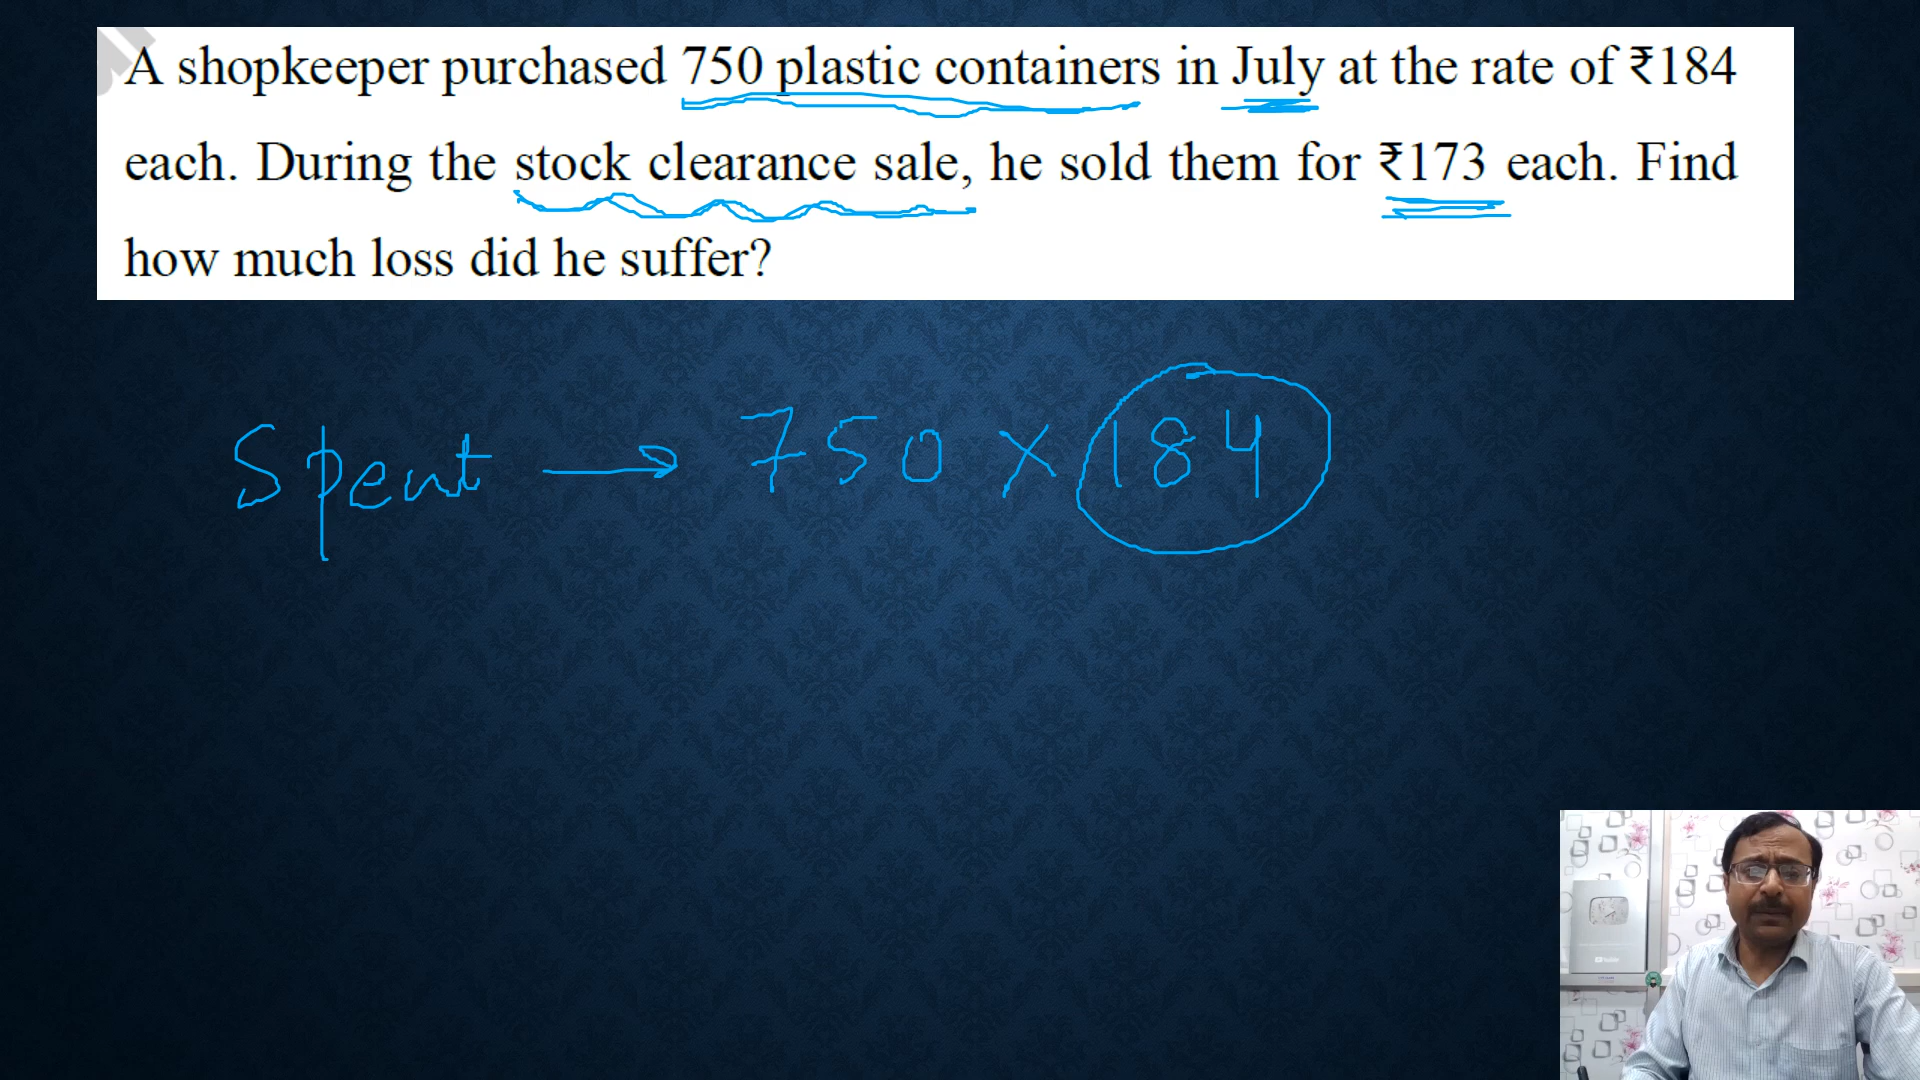 A shopkeeper purchased 750 plastic containers in July at the rate of ₹184
each. During the stock clearance sale, he sold them for ₹173 each. Find
how much loss did he suffer?
Spent → 750 × 184